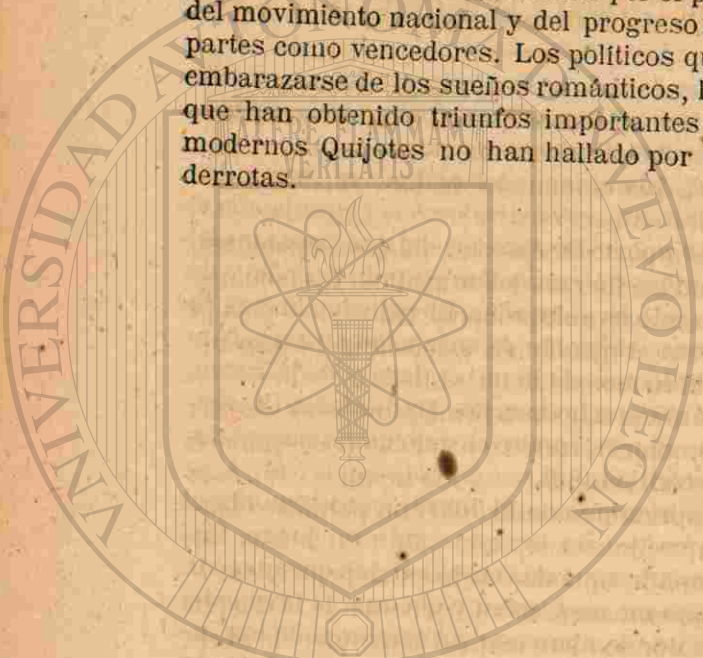 del movimiento nacional y del progreso
partes como vencedores. Los políticos
embarazarse de los sueños románticos,
que han obtenido triunfos importantes
modernos Quijotes no han hallado por
derrotas.
ALERE FLAMMAM
VERITATIS
UNIVERSIDAD AUTÓNOMA DE NUEVO LEON